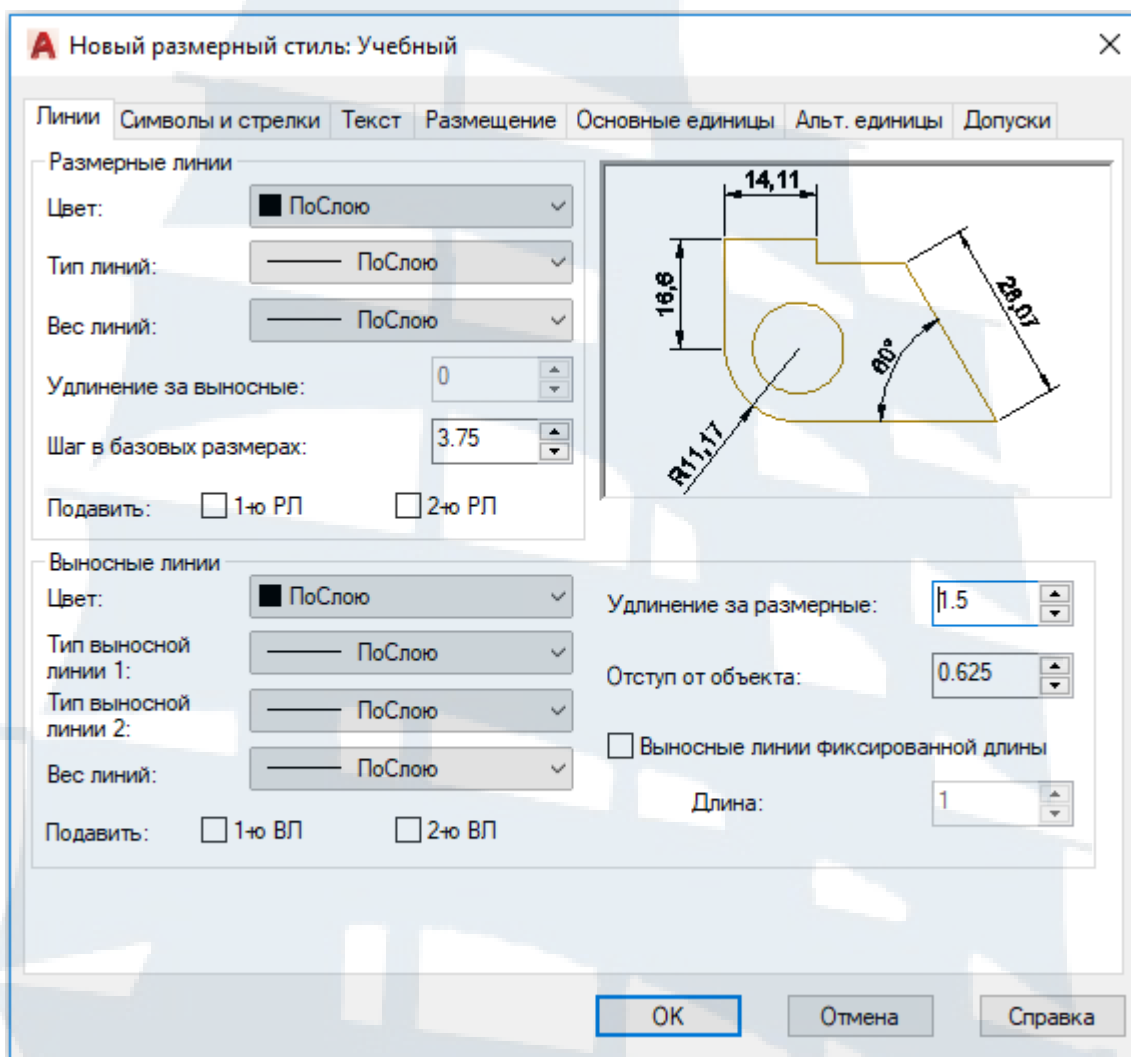 Новый размерный стиль: Учебный
Линии Символы и стрелки Текст Размещение Основные единицы Альт. единицы Допуски
Размерные линии
Цвет: ПоСлою
Тип линий: ПоСлою
Вес линий: ПоСлою
Удлинение за выносные: 0
Шаг в базовых размерах: 3.75
Подавить: 1-ю РЛ 2-ю РЛ
14,11
16,6
28,07
60°
R11,17
Выносные линии
Цвет: ПоСлою
Тип выносной
линии 1: ПоСлою
Тип выносной
линии 2: ПоСлою
Вес линий: ПоСлою
Подавить: 1-ю ВЛ 2-ю ВЛ
Удлинение за размерные: 1.5
Отступ от объекта: 0.625
Выносные линии фиксированной длины
Длина: 1
OK Отмена Справка